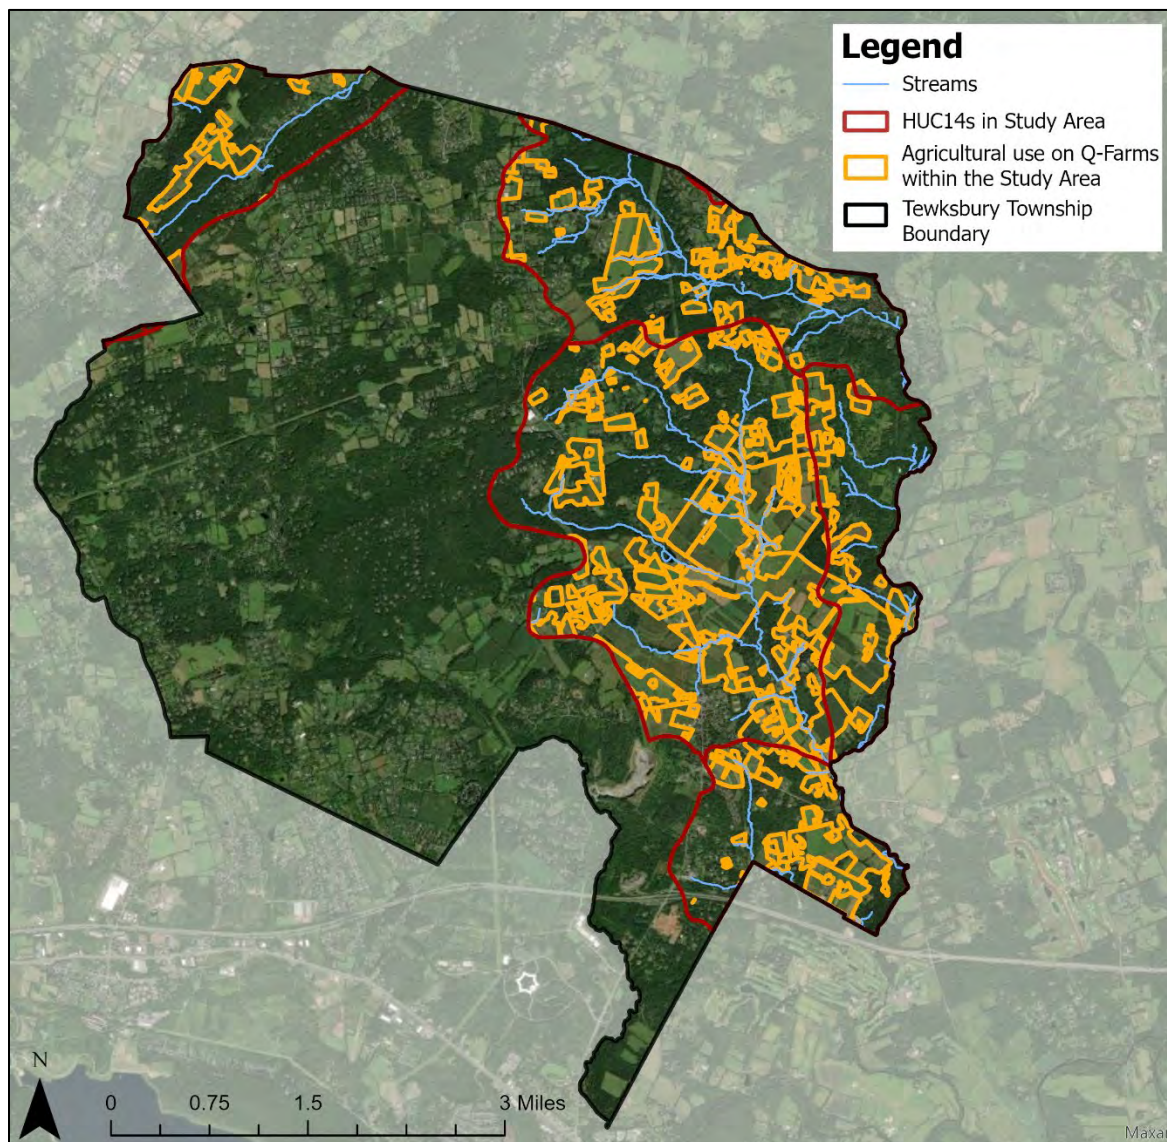 Legend
Streams
HUC14s in Study Area
Agricultural use on Q-Farms
within the Study Area
Tewksbury Township
Boundary
N
0 0.75 1.5 3 Miles
Maxar